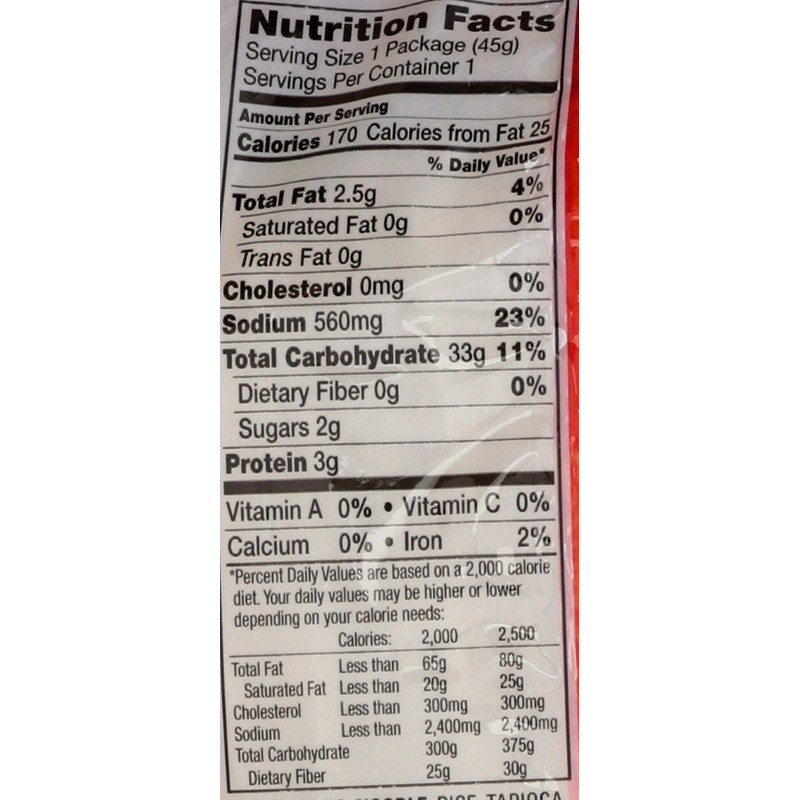 Nutrition Facts
Serving Size 1 Package (45g)
Servings Per Container 1
Amount Per Serving
Calories 170 Calories from Fat 25
% Daily Value*
Total Fat 2.5g 4%
Saturated Fat 0g 0%
Trans Fat 0g
Cholesterol 0mg 0%
Sodium 560mg 23%
Total Carbohydrate 33g 11%
Dietary Fiber 0g 0%
Sugars 2g
Protein 3g
Vitamin A 0% • Vitamin C 0%
Calcium 0% • Iron 2%
*Percent Daily Values are based on a 2,000 calorie
diet. Your daily values may be higher or lower
depending on your calorie needs:
Calories: 2,000 2,500
Total Fat Less than 65g 80g
Saturated Fat Less than 20g 25g
Cholesterol Less than 300mg 300mg
Sodium Less than 2,400mg 2,400mg
Total Carbohydrate 300g 375g
Dietary Fiber 25g 30g
RICE TAPIOCA